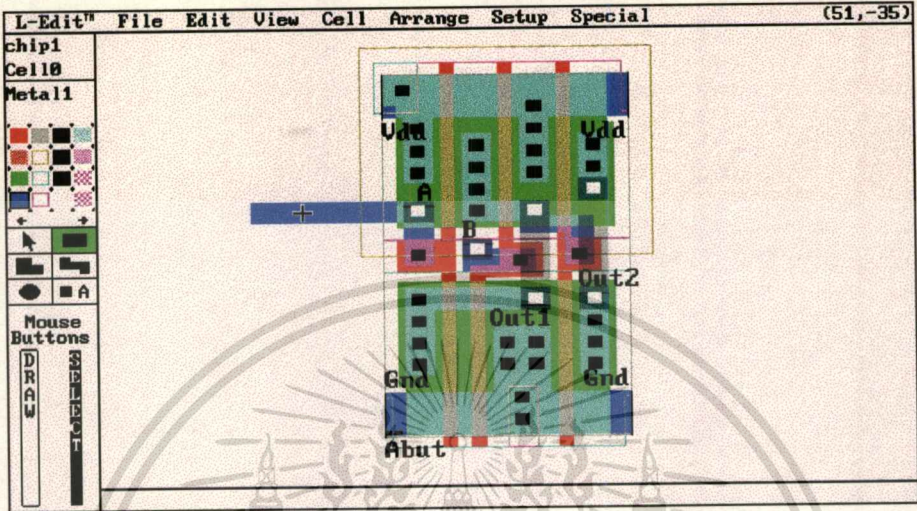 L-Edit™ File Edit View Cell Arrange Setup Special (51,-35)
chip1
Cell0
Metal1
Vdd Vdd
A
B
Out2
Out1
A
Mouse
Buttons
DRAW
SELECT
Gnd Gnd
Abut